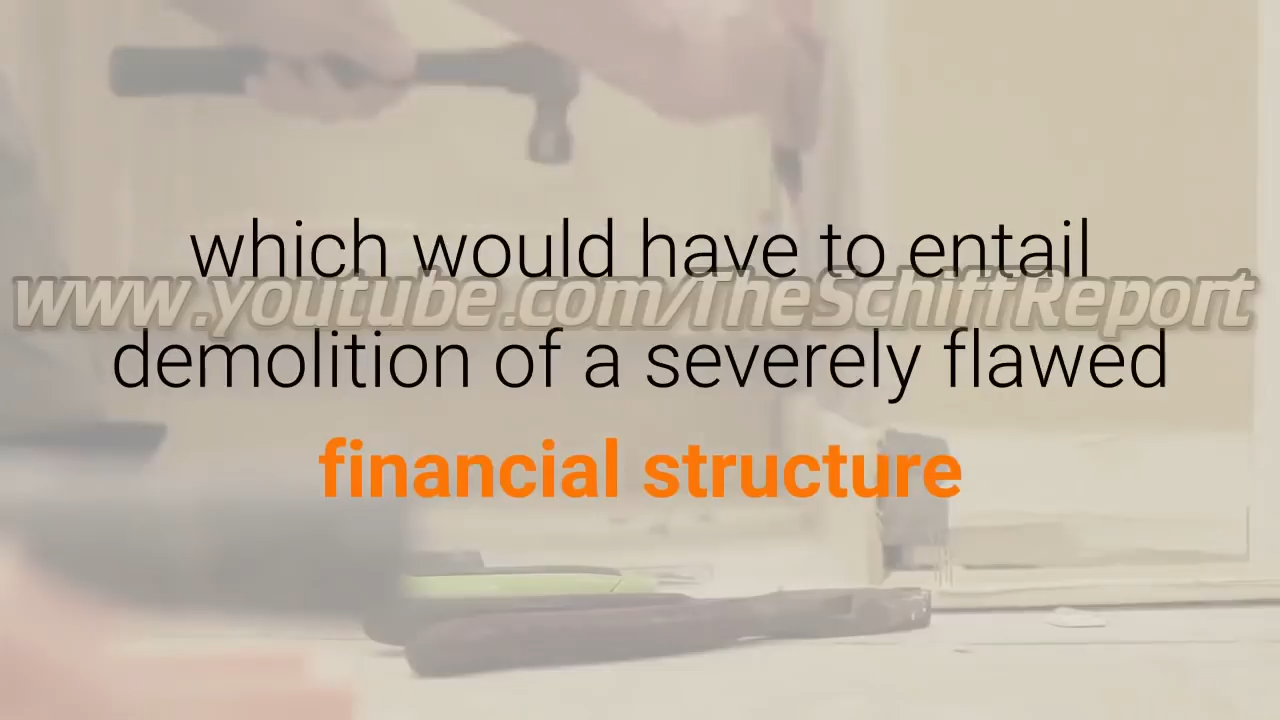 which would have to entail
www.youtube.com/TheSchiffReport
demolition of a severely flawed
financial structure